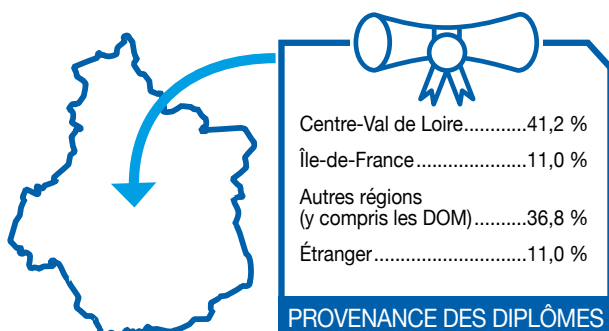 Centre-Val de Loire............41,2 %
Île-de-France....................11,0 %
Autres régions
(y compris les DOM)..........36,8 %
Étranger............................11,0 %
PROVENANCE DES DIPLÔMES